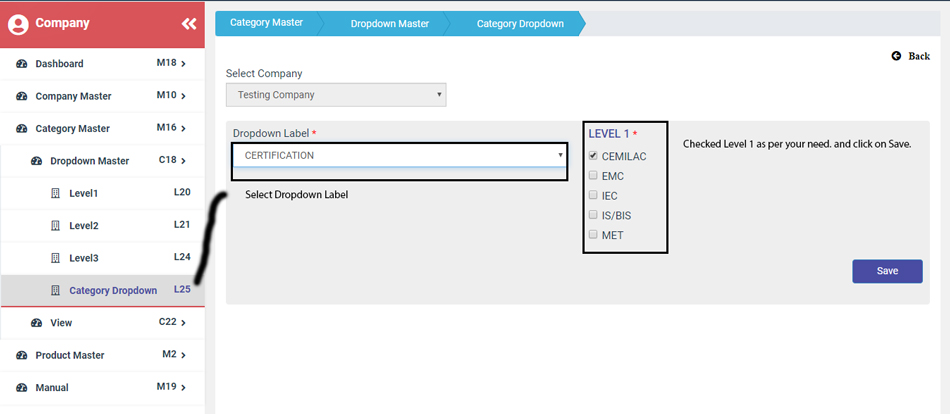 Company
Category Master
Dropdown Master
Category Dropdown
Back
Dashboard M18
Company Master M10
Category Master M16
Dropdown Master C18
Level1 L20
Level2 L21
Level3 L24
Category Dropdown L25
View C22
Product Master M2
Manual M19
Select Company
Testing Company
Dropdown Label *
CERTIFICATION
Select Dropdown Label
LEVEL 1 *
CEMILAC
EMC
IEC
IS/BIS
MET
Checked Level 1 as per your need. and click on Save.
Save